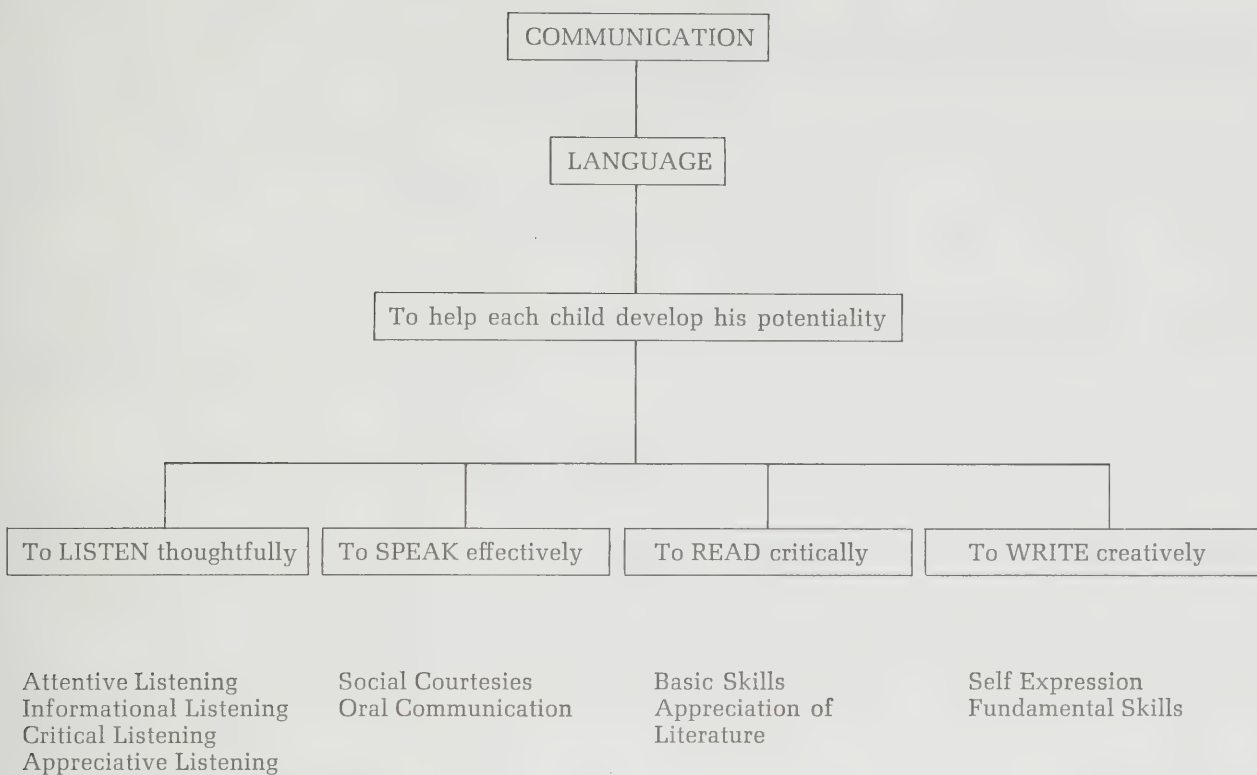 COMMUNICATION
LANGUAGE
To help each child develop his potentiality
To LISTEN thoughtfully
To SPEAK effectively
To READ critically
To WRITE creatively
Attentive Listening
Informational Listening
Critical Listening
Appreciative Listening
Social Courtesies
Oral Communication
Basic Skills
Appreciation of
Literature
Self Expression
Fundamental Skills